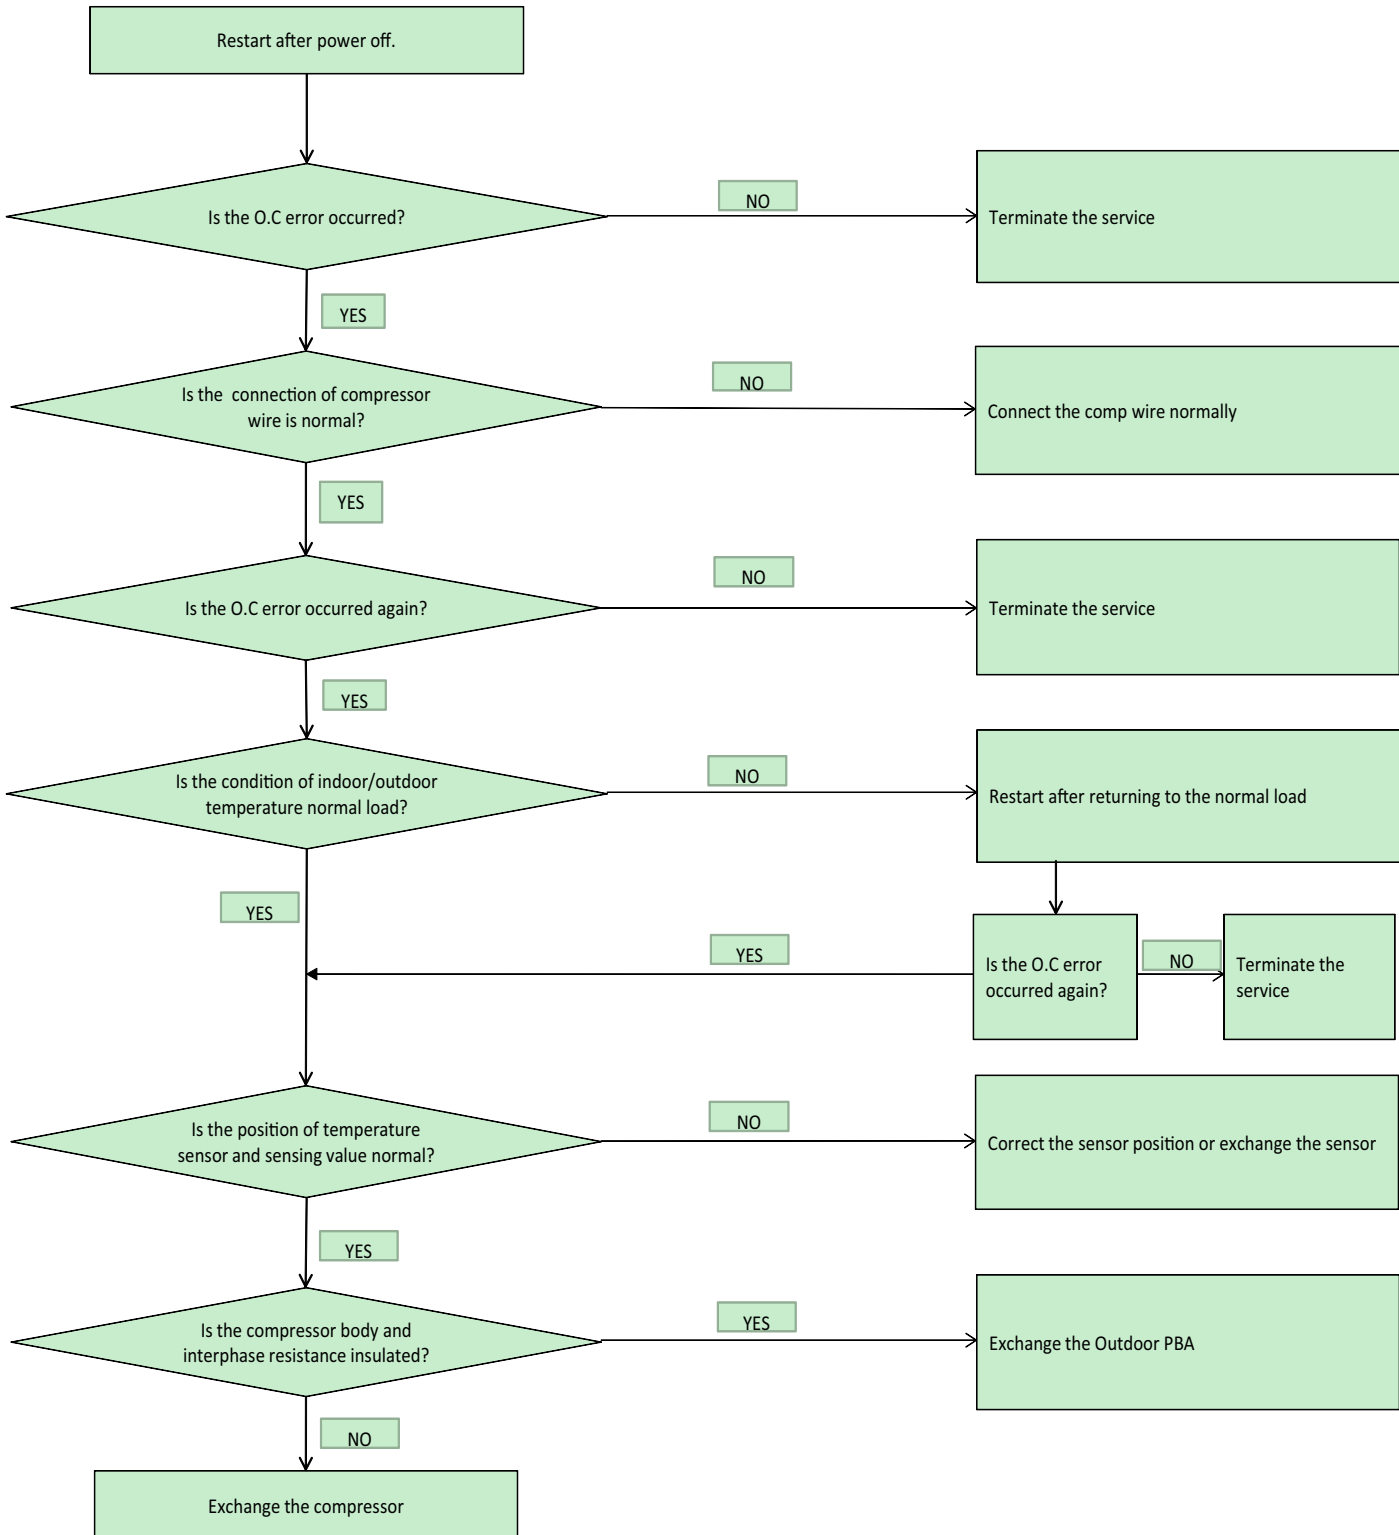 Restart after power off.
Is the O.C error occurred?
NO
Terminate the service
YES
Is the  connection of compressor
wire is normal?
NO
Connect the comp wire normally
YES
Is the O.C error occurred again?
NO
Terminate the service
YES
Is the condition of indoor/outdoor
temperature normal load?
NO
Restart after returning to the normal load
YES
YES
Is the O.C error
occurred again?
NO
Terminate the
service
Is the position of temperature
sensor and sensing value normal?
NO
Correct the sensor position or exchange the sensor
YES
Is the compressor body and
interphase resistance insulated?
YES
Exchange the Outdoor PBA
NO
Exchange the compressor